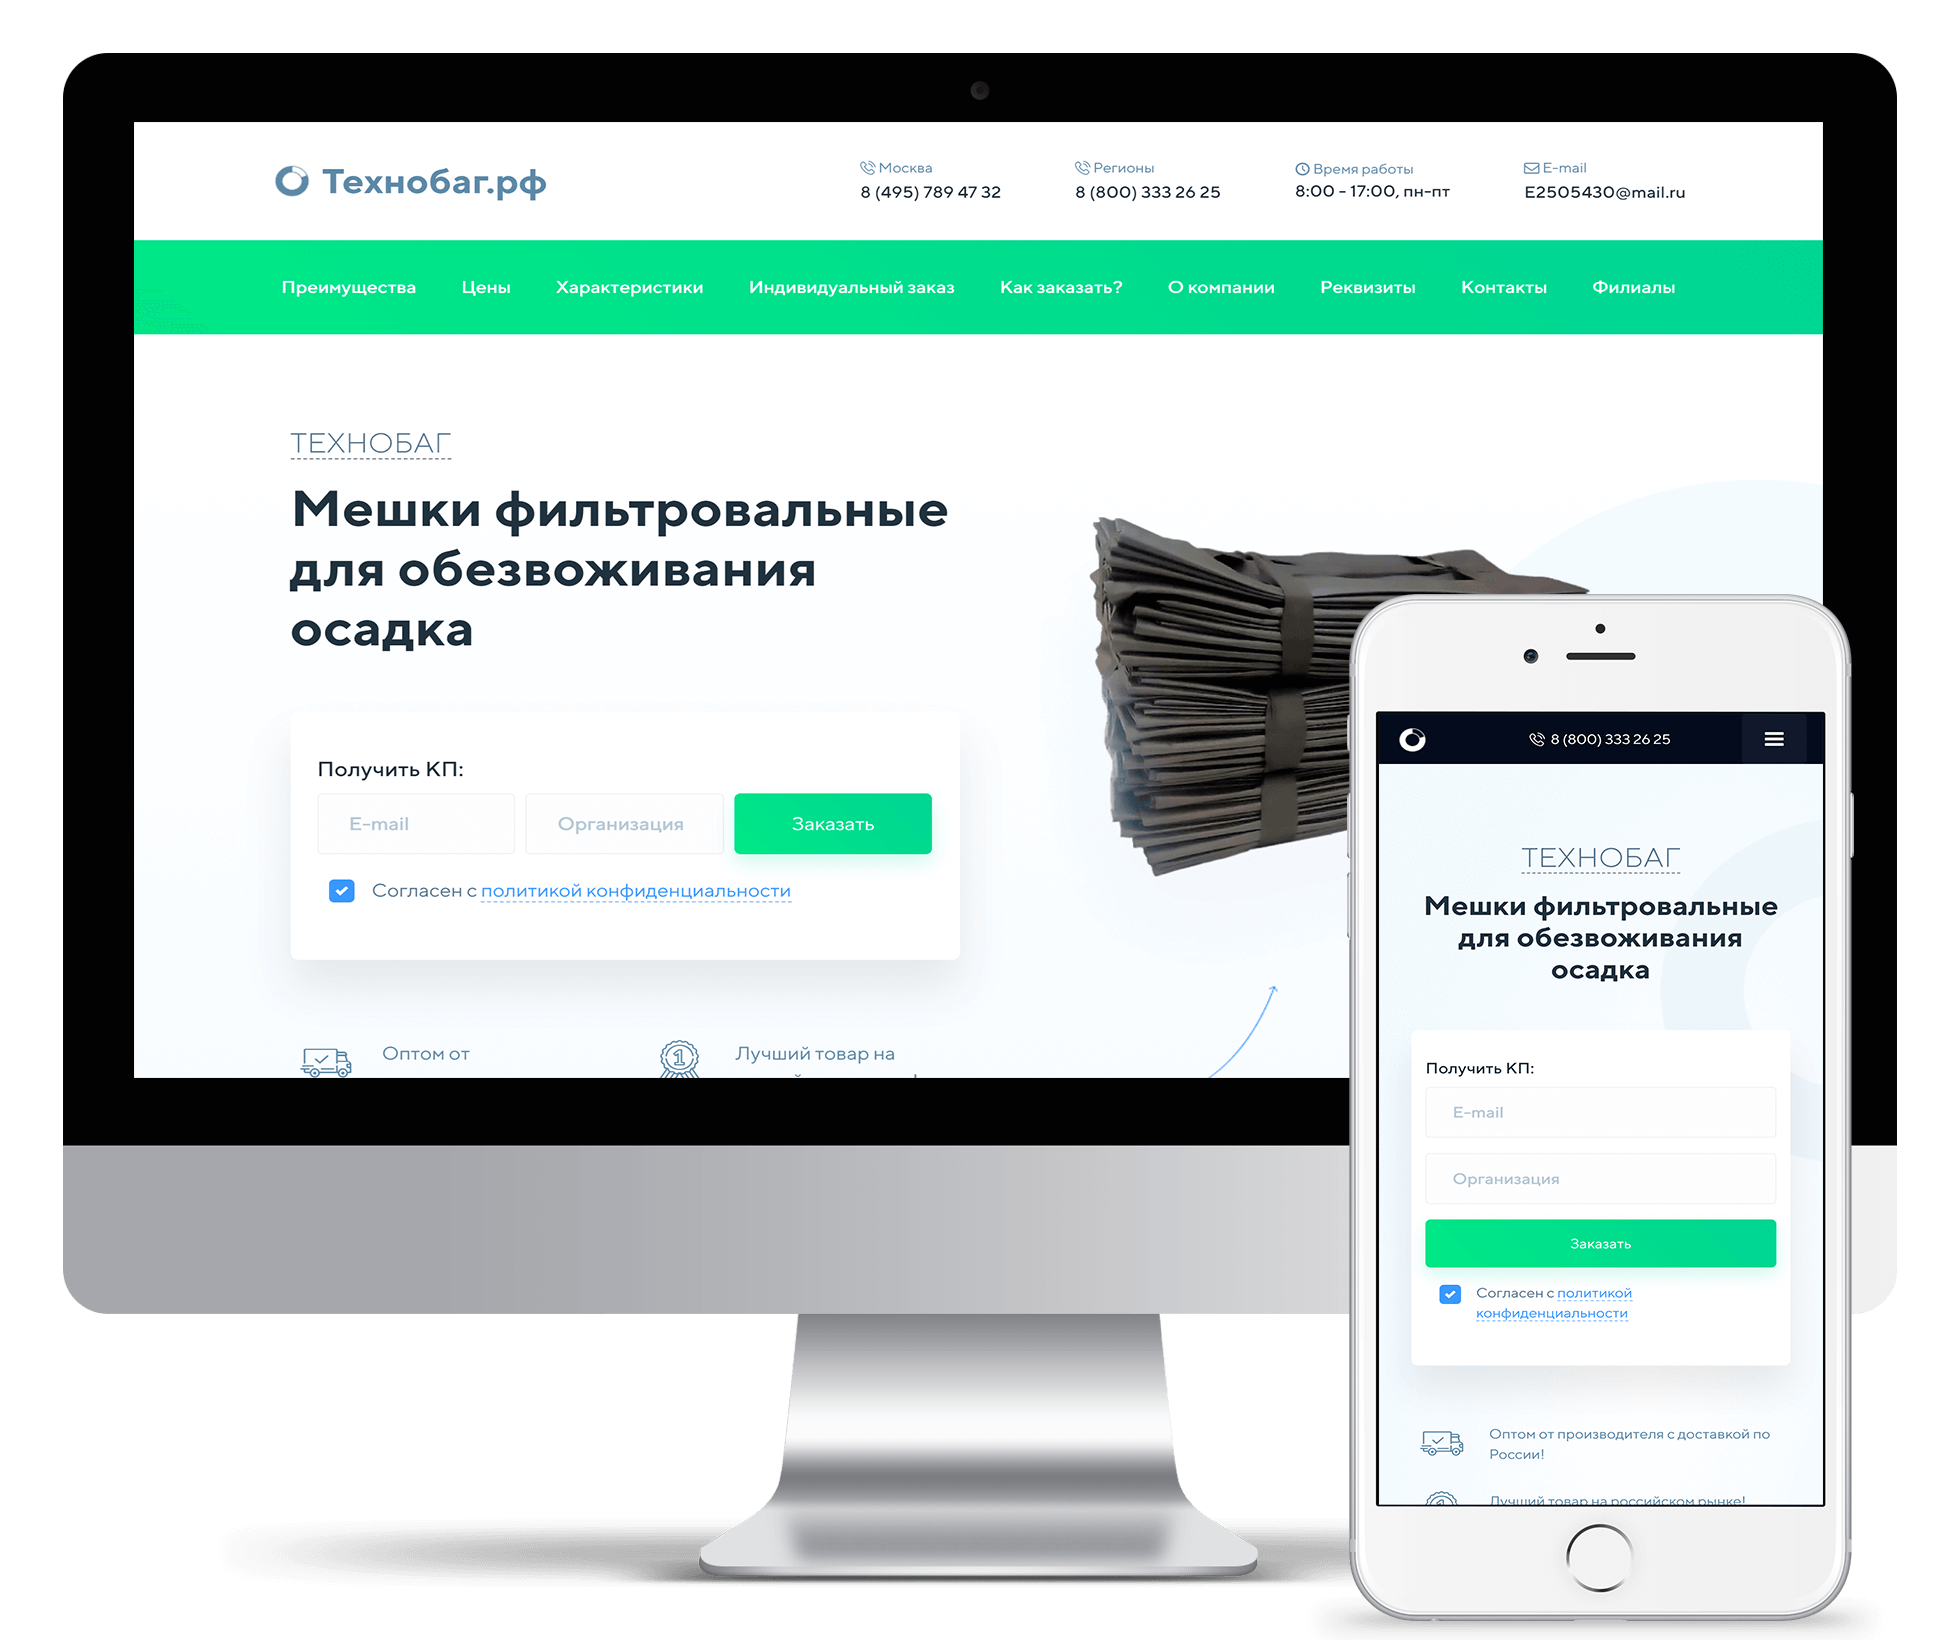 Технобаг.рф
Москва
8 (495) 789 47 32
Регионы
8 (800) 333 26 25
Время работы
8:00 - 17:00, пн-пт
E-mail
E2505430@mail.ru
Преимущества Цены Характеристики Индивидуальный заказ Как заказать? О компании Реквизиты Контакты Филиалы
ТЕХНОБАГ
Мешки фильтровальные
для обезвоживания
осадка
Получить КП:
E-mail Организация Заказать
Согласен с политикой конфиденциальности
Оптом от
1 Лучший товар на
8 (800) 333 26 25
ТЕХНОБАГ
Мешки фильтровальные
для обезвоживания
осадка
Получить КП:
E-mail
Организация
Заказать
Согласен с политикой
конфиденциальности
Оптом от производителя с доставкой по
России!
Лучший товар на российском рынке!